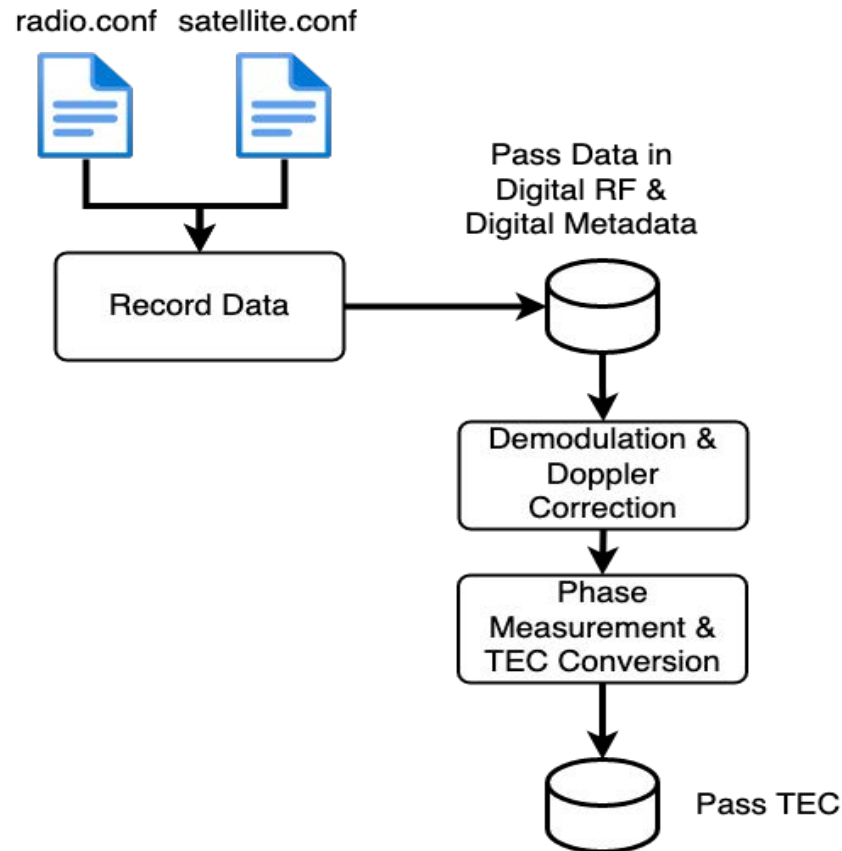 radio.conf satellite.conf
Pass Data in
Digital RF &
Digital Metadata
Record Data
Demodulation &
Doppler
Correction
Phase
Measurement &
TEC Conversion
Pass TEC